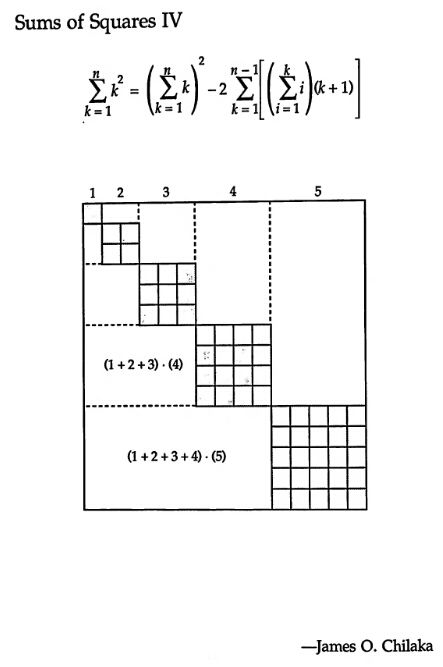 Sums of Squares IV
\sum_{k=1}^{n} k^2 = \left( \sum_{k=1}^{n} k \right)^2 - 2 \sum_{k=1}^{n-1} \left[ \left( \sum_{i=1}^{k} i \right) (k+1) \right]
1 2 3 4 5
(1+2+3)·(4)
(1+2+3+4)·(5)
—James O. Chilaka